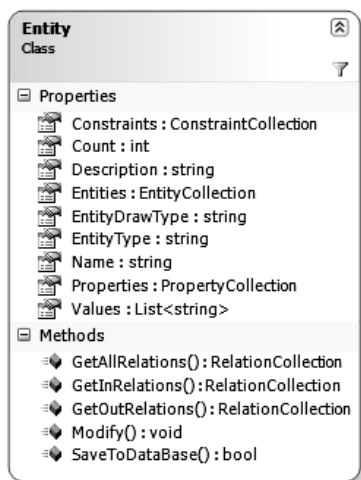 Entity
Class
Properties
Constraints : ConstraintCollection
Count : int
Description : string
Entities : EntityCollection
EntityDrawType : string
EntityType : string
Name : string
Properties : PropertyCollection
Values : List<string>
Methods
GetAllRelations() : RelationCollection
GetInRelations() : RelationCollection
GetOutRelations() : RelationCollection
Modify() : void
SaveToDataBase() : bool